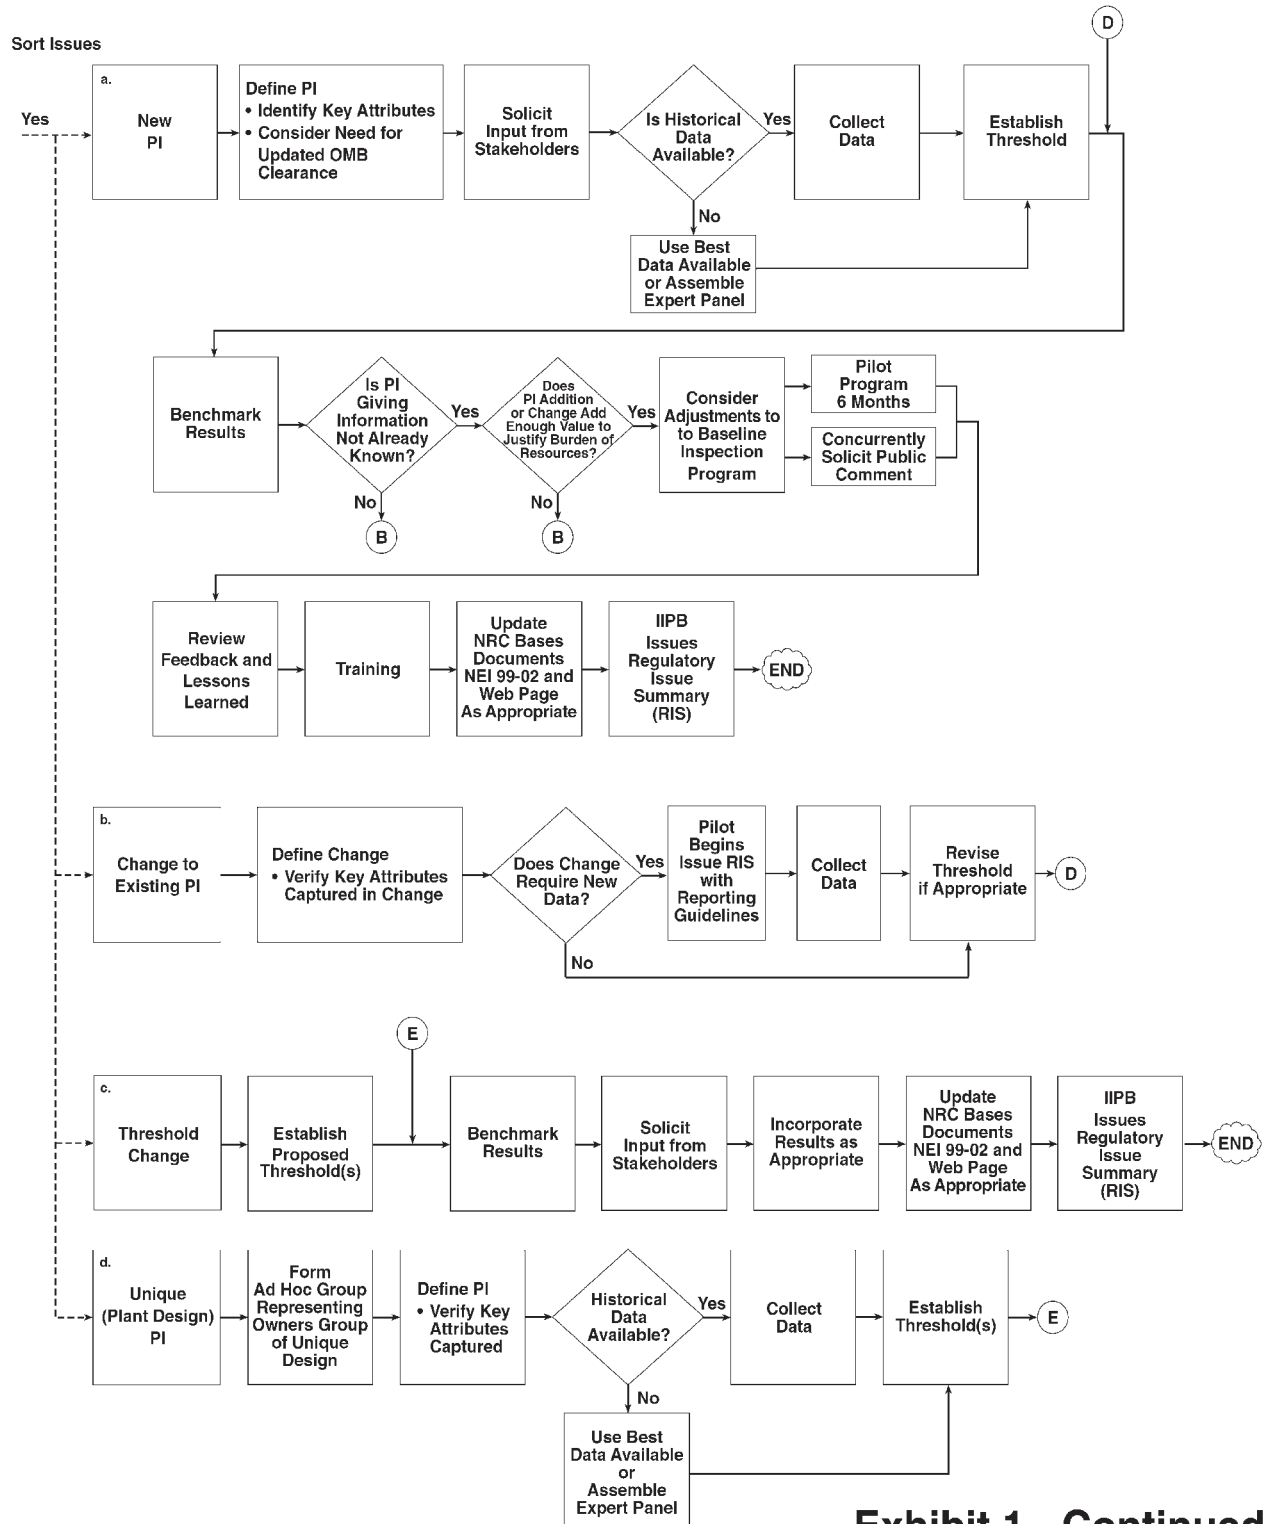 D
Sort Issues
Yes
a.
New
PI
Define PI
• Identify Key Attributes
• Consider Need for
Updated OMB
Clearance
Solicit
Input from
Stakeholders
Is Historical
Data
Available?
Yes
No
Collect
Data
Establish
Threshold
Use Best
Data Available
or Assemble
Expert Panel
Benchmark
Results
Is PI
Giving
Information
Not Already
Known?
Yes
No
B
Does
PI Addition
or Change Add
Enough Value to
Justify Burden of
Resources?
Yes
No
B
Consider
Adjustments to
to Baseline
Inspection
Program
Pilot
Program
6 Months
Concurrently
Solicit Public
Comment
Review
Feedback and
Lessons
Learned
Training
Update
NRC Bases
Documents
NEI 99-02 and
Web Page
As Appropriate
IIPB
Issues
Regulatory
Issue
Summary
(RIS)
END
b.
Change to
Existing PI
Define Change
• Verify Key Attributes
Captured in Change
Does Change
Require New
Data?
Yes
No
Pilot
Begins
Issue RIS
with
Reporting
Guidelines
Collect
Data
Revise
Threshold
if Appropriate
D
E
c.
Threshold
Change
Establish
Proposed
Threshold(s)
Benchmark
Results
Solicit
Input from
Stakeholders
Incorporate
Results as
Appropriate
Update
NRC Bases
Documents
NEI 99-02 and
Web Page
As Appropriate
IIPB
Issues
Regulatory
Issue
Summary
(RIS)
END
d.
Unique
(Plant Design)
PI
Form
Ad Hoc Group
Representing
Owners Group
of Unique
Design
Define PI
• Verify Key
Attributes
Captured
Historical
Data
Available?
Yes
No
Collect
Data
Establish
Threshold(s)
E
Use Best
Data Available
or
Assemble
Expert Panel
Exhibit 1 Continued